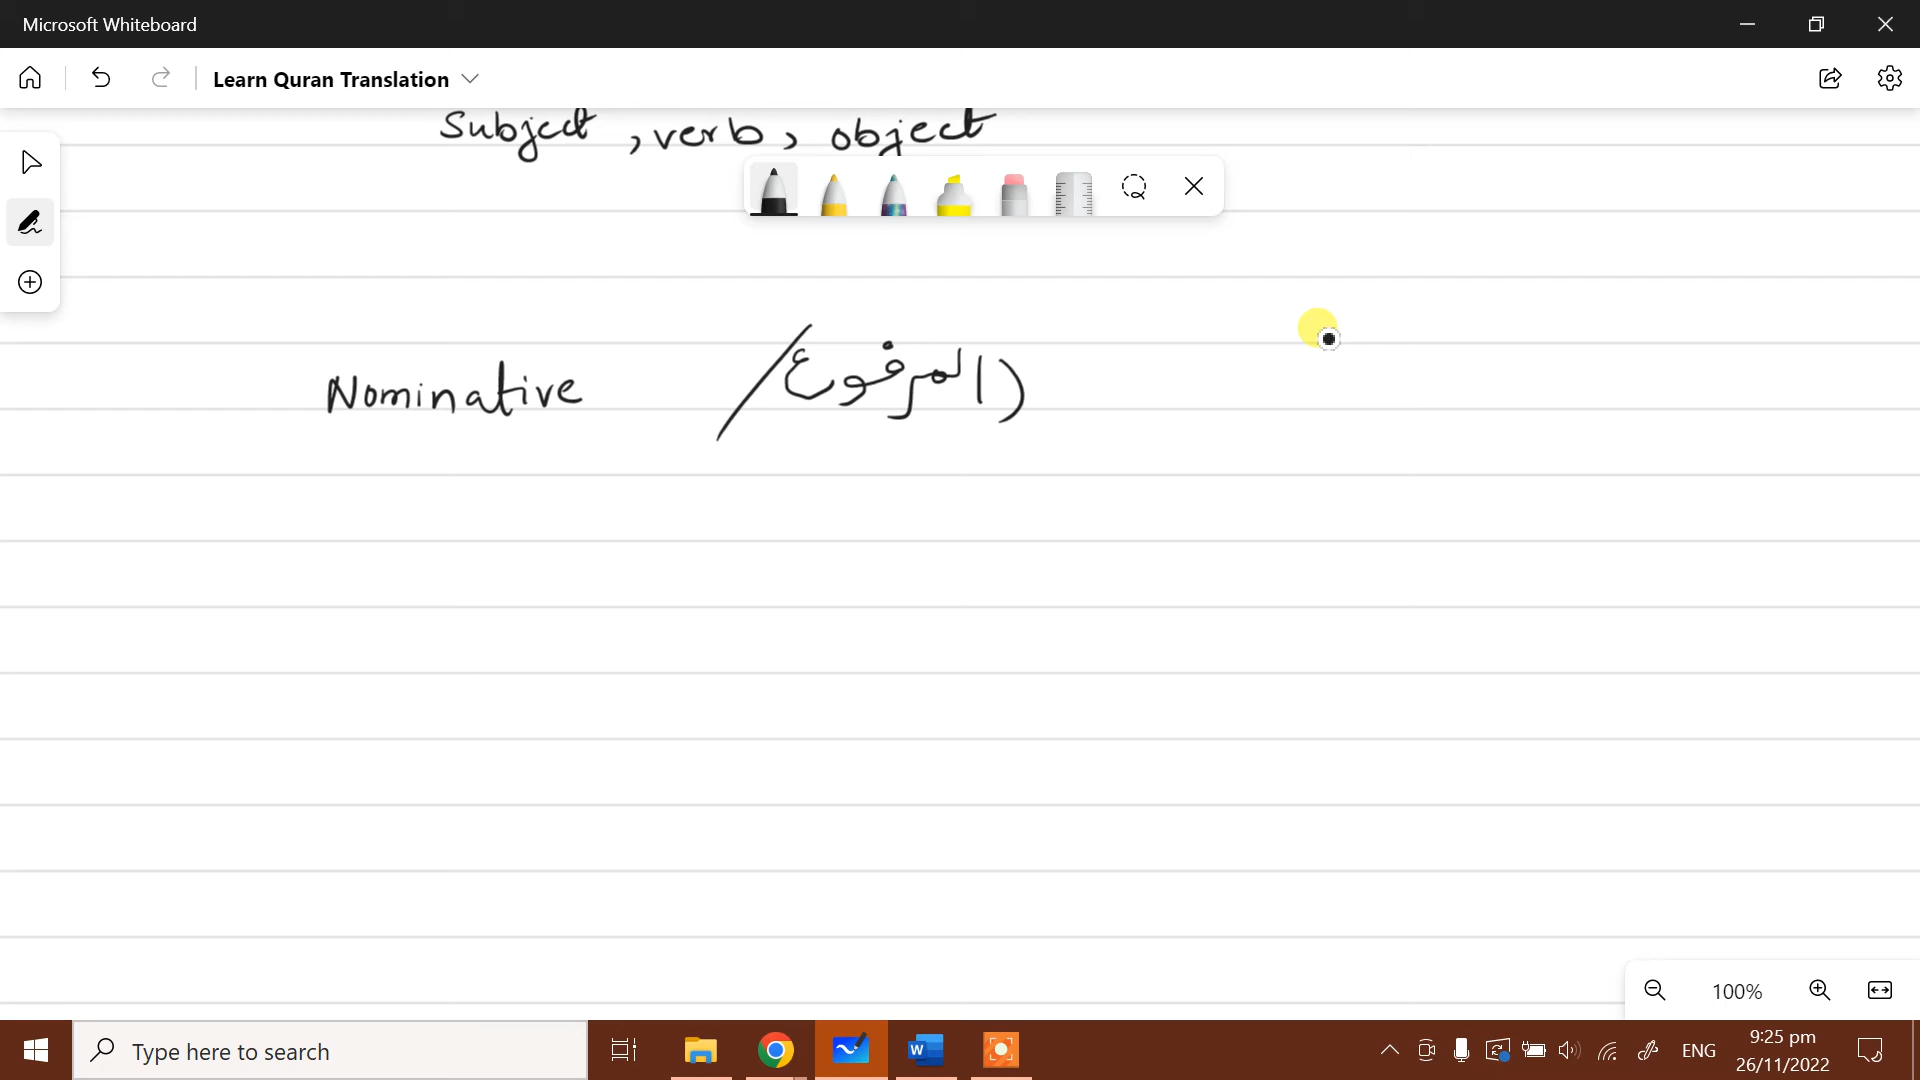 Microsoft Whiteboard
Learn Quran Translation
Subject , verb , object
Nominative / المرفوع)
100%
Type here to search
ENG
9:25 pm
26/11/2022